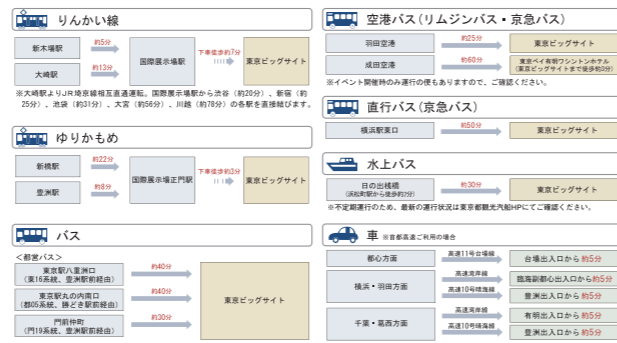 りんかい線
新木場駅
約5分
大崎駅
約13分
国際展示場駅
下車徒歩約7分
東京ビッグサイト
※大崎駅よりJR埼京線相互直通運転。国際展示場駅から渋谷（約20分）、新宿（約
25分）、池袋（約31分）、大宮（約56分）、川越（約78分）の各駅を直接結びます。
ゆりかもめ
新橋駅
約22分
豊洲駅
約8分
国際展示場正門駅
下車徒歩約3分
東京ビッグサイト
バス
＜都営バス＞
東京駅八重洲口
（東16系統、豊洲駅前経由）
約40分
東京駅丸の内南口
（都05系統、勝どき駅前経由）
約40分
門前仲町
（門19系統、豊洲駅前経由）
約30分
東京ビッグサイト
空港バス（リムジンバス・京急バス）
羽田空港
約25分
東京ビッグサイト
成田空港
約60分
東京ベイ有明ワシントンホテル
（東京ビッグサイトまで徒歩約3分）
※イベント開催時のみ運行の便もありますので、ご確認ください。
直行バス（京急バス）
横浜駅東口
約50分
東京ビッグサイト
水上バス
日の出桟橋
（浜松町駅から徒歩約7分）
約30分
東京ビッグサイト
※不定期運行のため、最新の運行状況は東京都観光汽船HPにてご確認ください。
車 ※首都高速ご利用の場合
都心方面
高速11号台場線
台場出入口から 約5分
横浜・羽田方面
高速湾岸線
臨海副都心出入口から約5分
高速10号晴海線
豊洲出入口から 約5分
千葉・葛西方面
高速湾岸線
有明出入口から 約5分
高速10号晴海線
豊洲出入口から 約5分